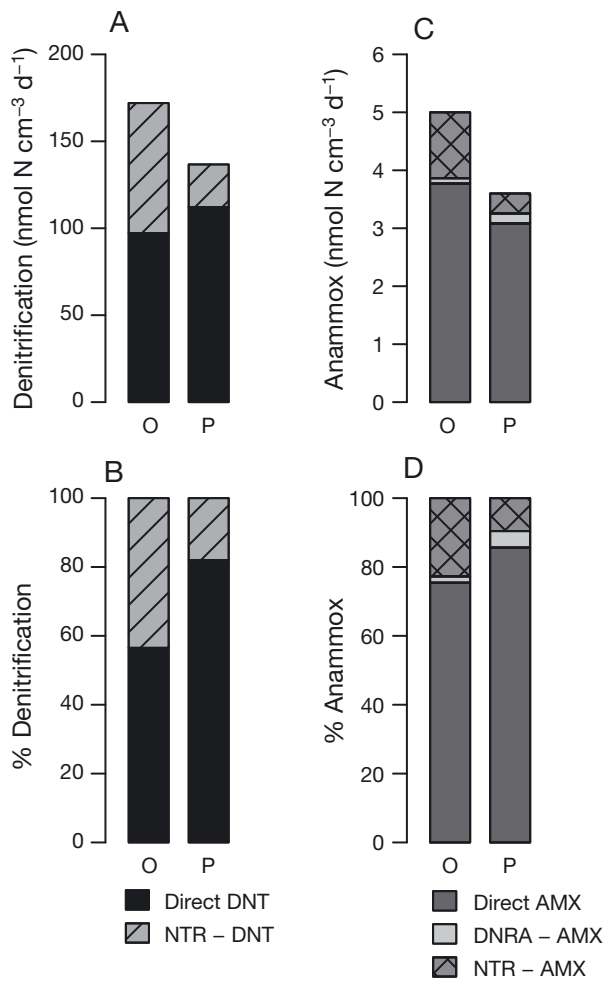 A
Denitrification (nmol N cm⁻³ d⁻¹)
200
150
100
50
0
O P
C
Anammox (nmol N cm⁻³ d⁻¹)
6
5
4
3
2
1
0
O P
B
% Denitrification
100
80
60
40
20
0
O P
Direct DNT
NTR – DNT
D
% Anammox
100
80
60
40
20
0
O P
Direct AMX
DNRA – AMX
NTR – AMX